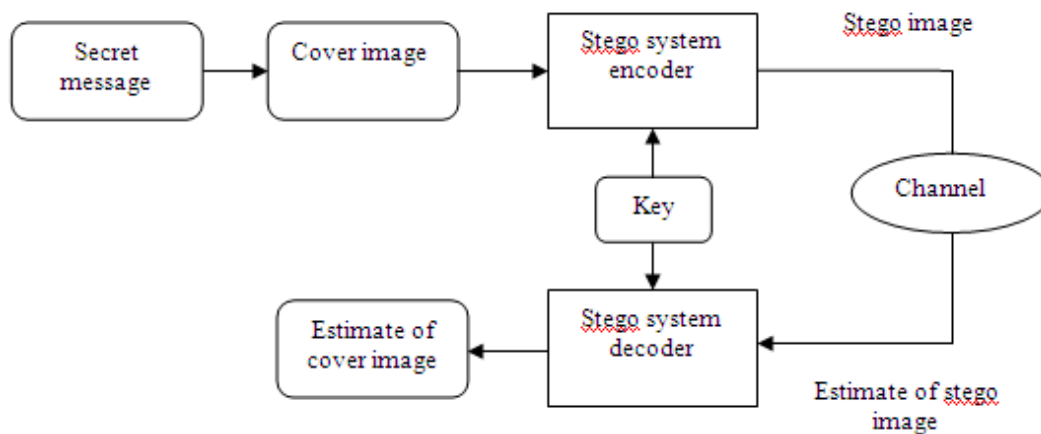 Secret
message
Cover image
Stego system
encoder
Stego image
Key
Channel
Estimate of
cover image
Stego system
decoder
Estimate of stego
image